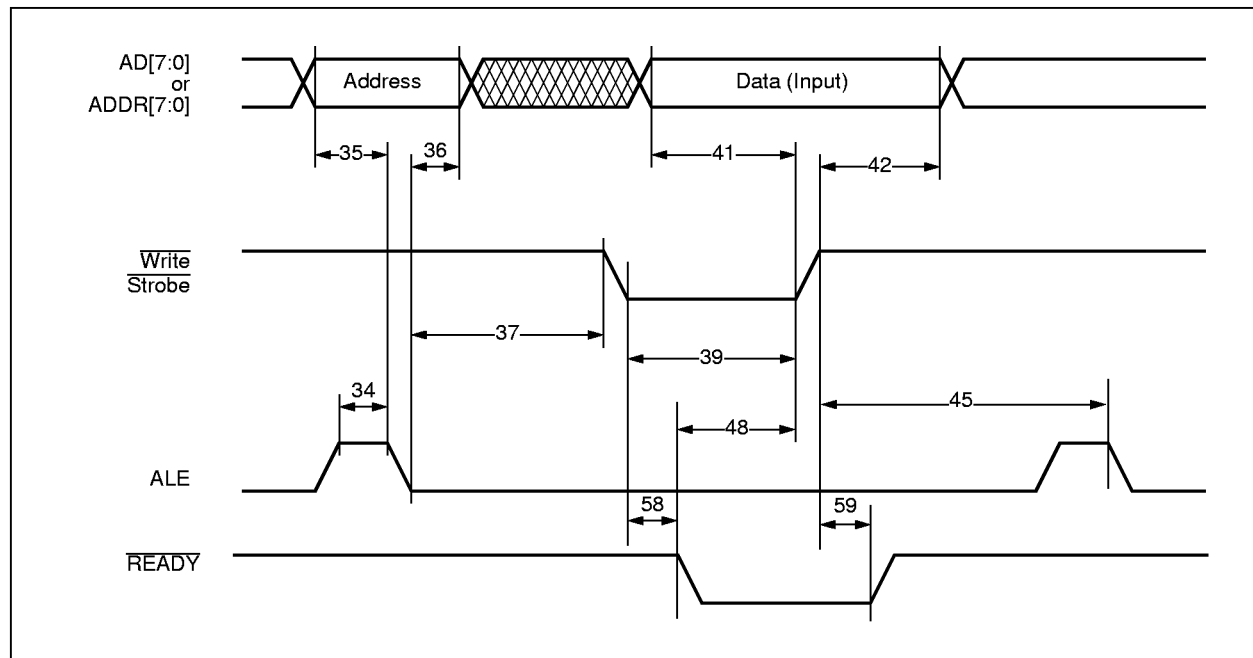 AD[7:0]
or
ADDR[7:0]
Address
Data (Input)
35
36
41
42
Write
Strobe
37
39
34
45
48
ALE
58
59
READY